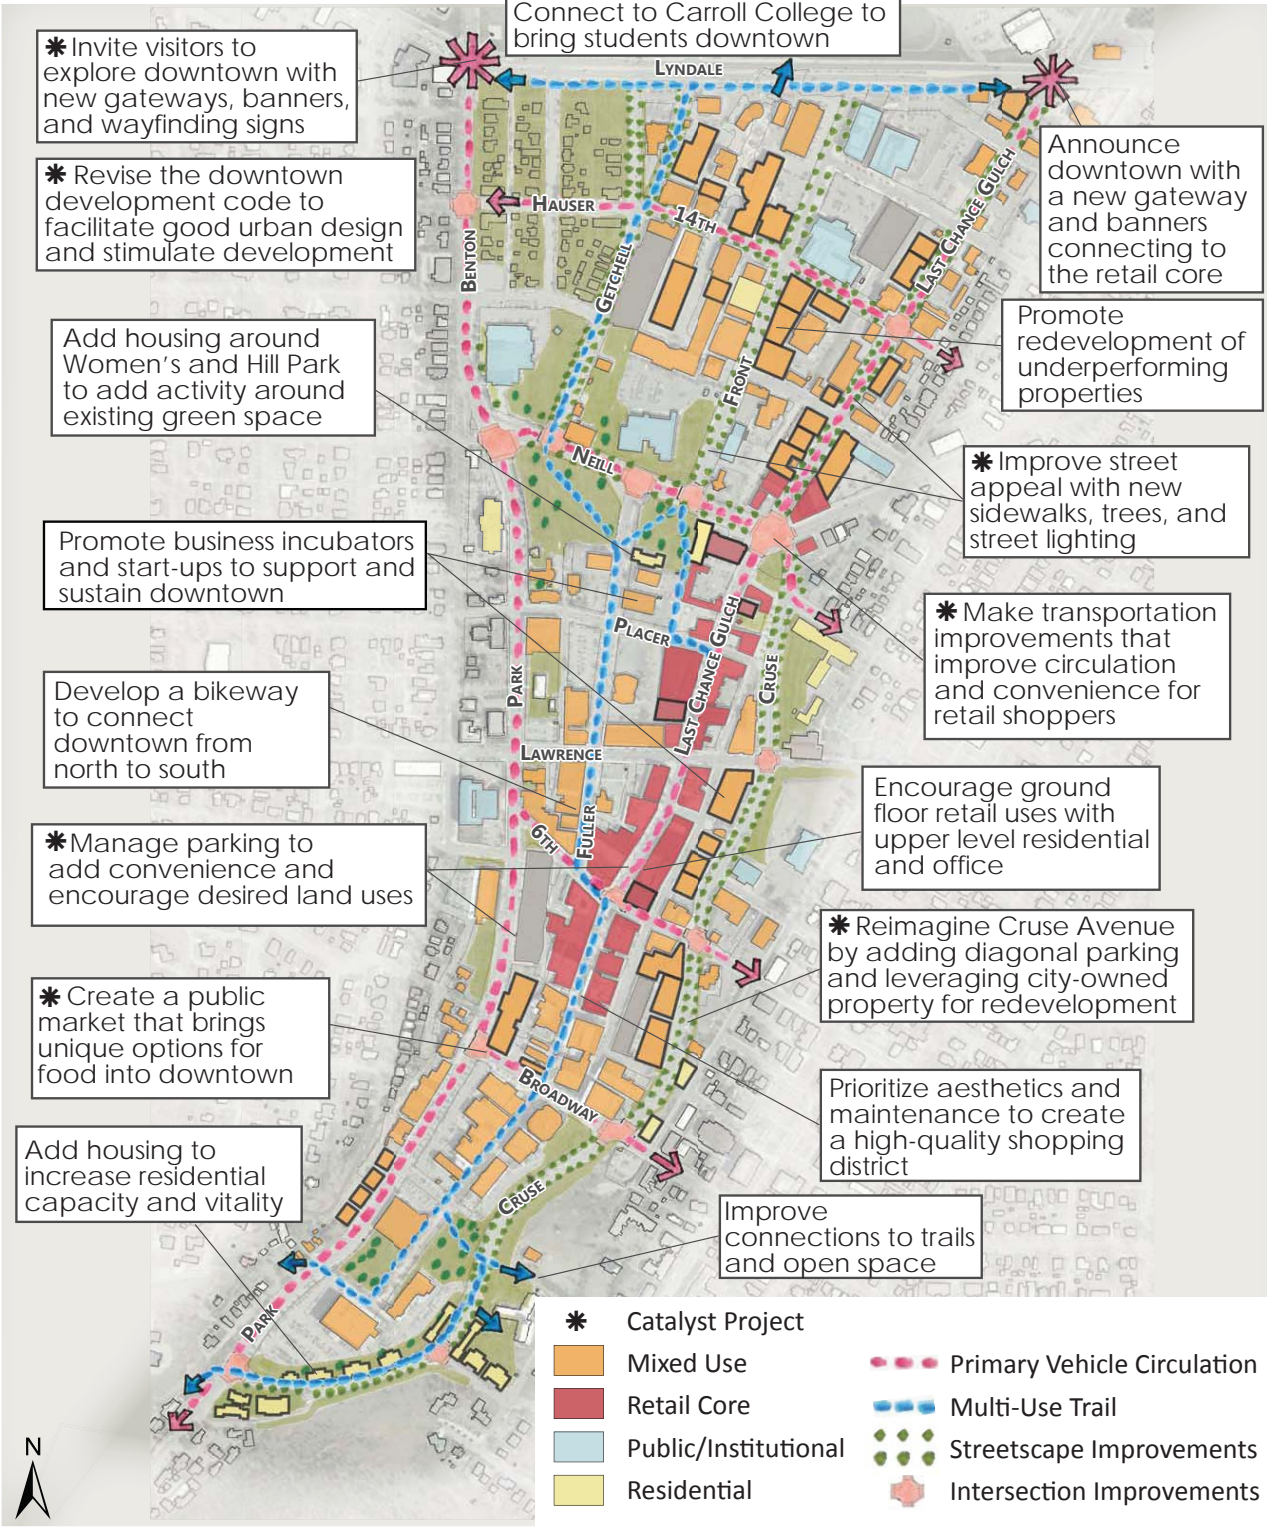 Connect to Carroll College to
bring students downtown
✱ Invite visitors to
explore downtown with
new gateways, banners,
and wayfinding signs
LYNDALE
Announce
downtown with
a new gateway
and banners
connecting to
the retail core
✱ Revise the downtown
development code to
facilitate good urban design
and stimulate development
HAUSER
14TH
LAST CHANCE GULCH
BENTON
GETCHELL
Promote
redevelopment of
underperforming
properties
Add housing around
Women's and Hill Park
to add activity around
existing green space
FRONT
NEILL
✱ Improve street
appeal with new
sidewalks, trees, and
street lighting
Promote business incubators
and start-ups to support and
sustain downtown
✱ Make transportation
improvements that
improve circulation
and convenience for
retail shoppers
PLACER
LAST CHANCE GULCH
CRUSE
PARK
Develop a bikeway
to connect
downtown from
north to south
LAWRENCE
Encourage ground
floor retail uses with
upper level residential
and office
✱ Manage parking to
add convenience and
encourage desired land uses
6TH
FULLER
✱ Reimagine Cruse Avenue
by adding diagonal parking
and leveraging city-owned
property for redevelopment
✱ Create a public
market that brings
unique options for
food into downtown
BROADWAY
Prioritize aesthetics and
maintenance to create
a high-quality shopping
district
Add housing to
increase residential
capacity and vitality
CRUSE
Improve
connections to trails
and open space
PARK
✱ Catalyst Project
Mixed Use
Retail Core
Public/Institutional
Residential
Primary Vehicle Circulation
Multi-Use Trail
Streetscape Improvements
Intersection Improvements
N